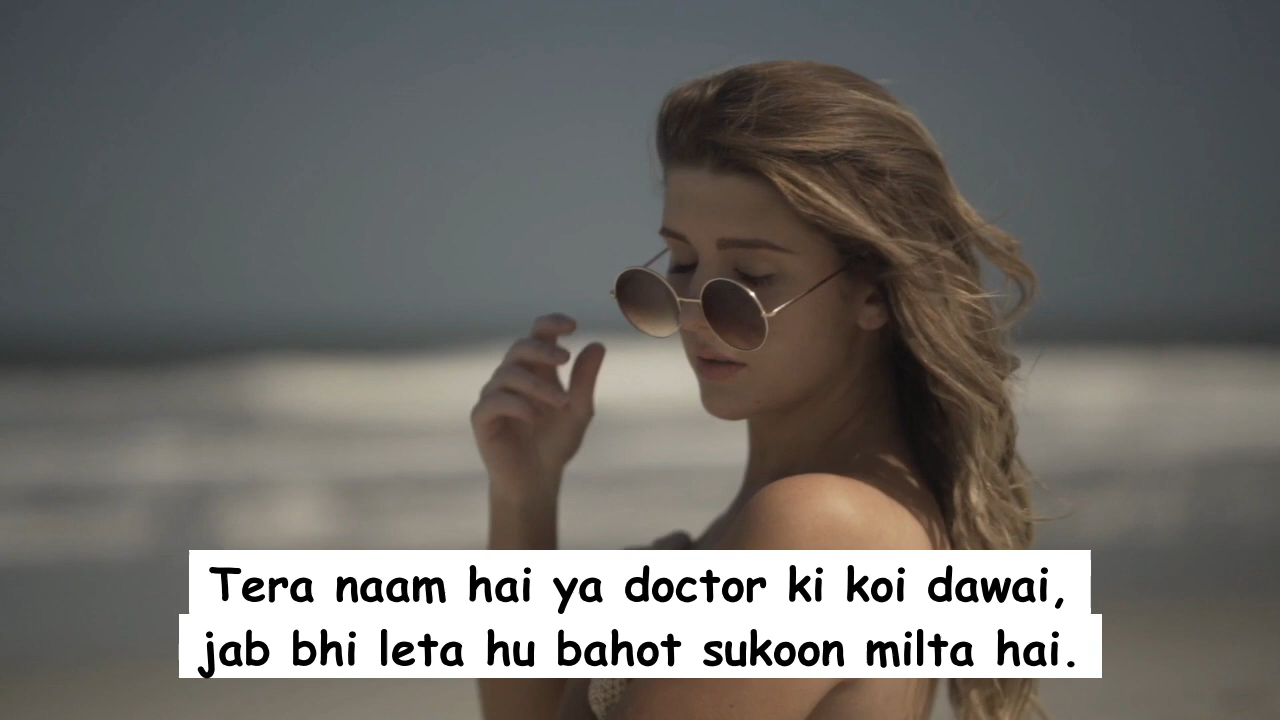 Tera naam hai ya doctor ki koi dawai,
jab bhi leta hu bahot sukoon milta hai.